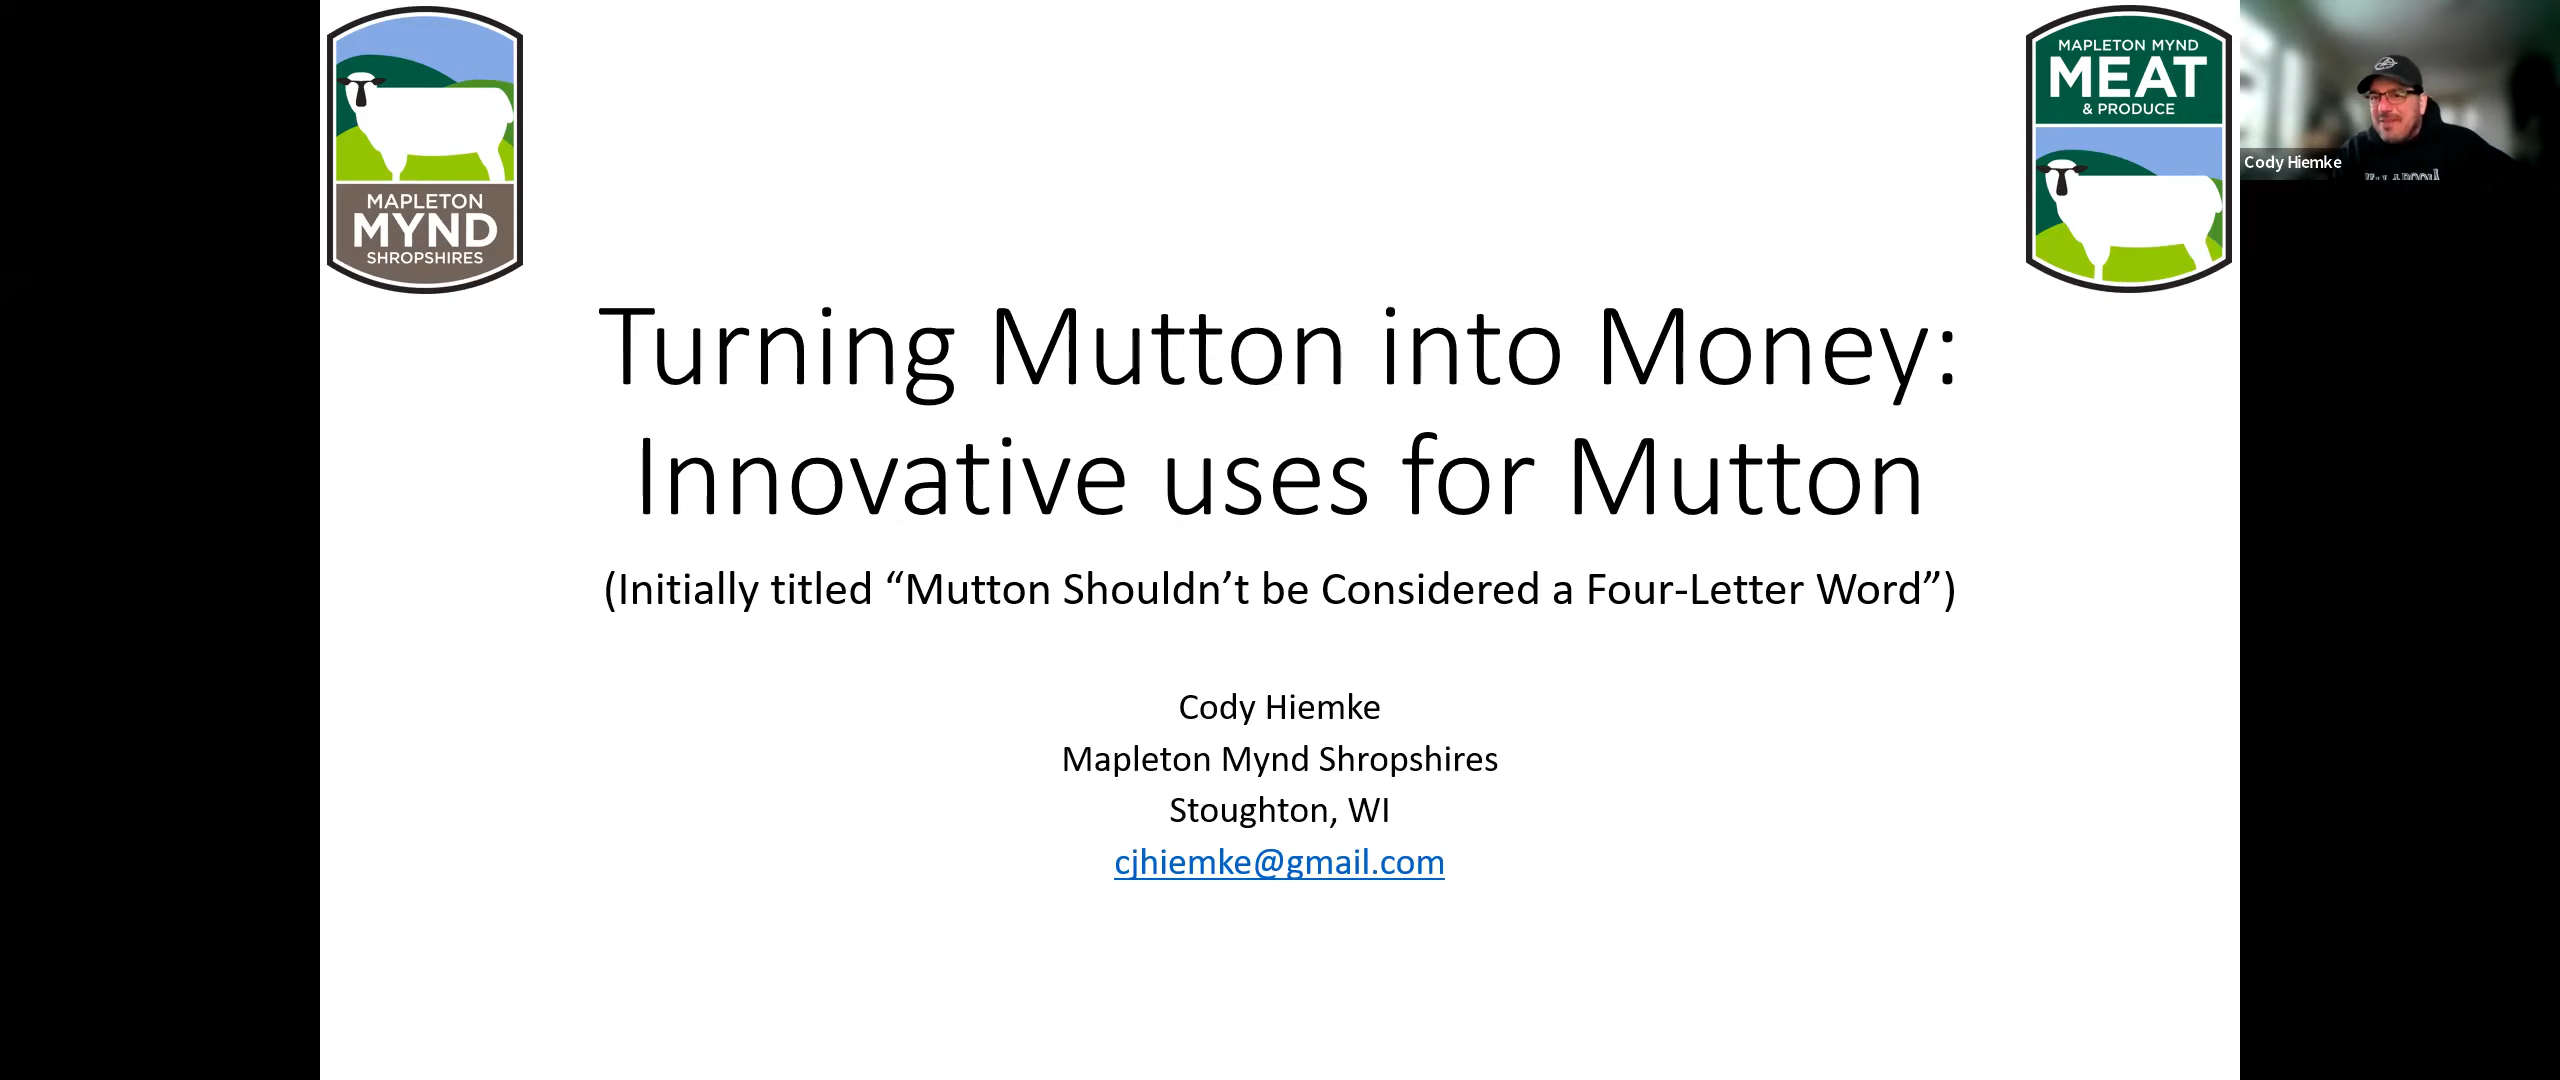 MAPLETON
MYND
SHROPSHIRES
MAPLETON MYND
MEAT
& PRODUCE
Cody Hiemke
Turning Mutton into Money:
Innovative uses for Mutton
(Initially titled “Mutton Shouldn’t be Considered a Four-Letter Word”)
Cody Hiemke
Mapleton Mynd Shropshires
Stoughton, WI
cjhiemke@gmail.com